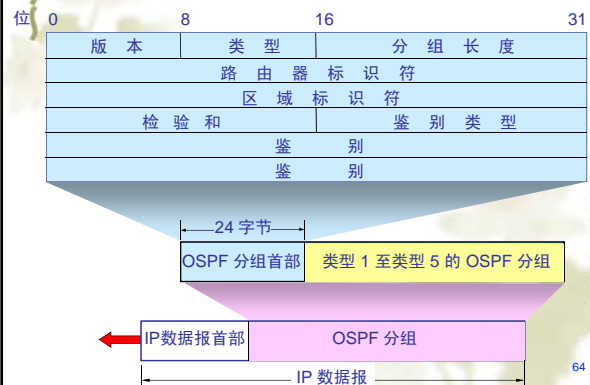 位 0 8 16 31
版 本 类 型 分 组 长 度
路 由 器 标 识 符
区 域 标 识 符
检 验 和 鉴 别 类 型
鉴 别
鉴 别
24 字节
OSPF 分组首部 类型 1 至类型 5 的 OSPF 分组
IP数据报首部 OSPF 分组
IP 数据报
64